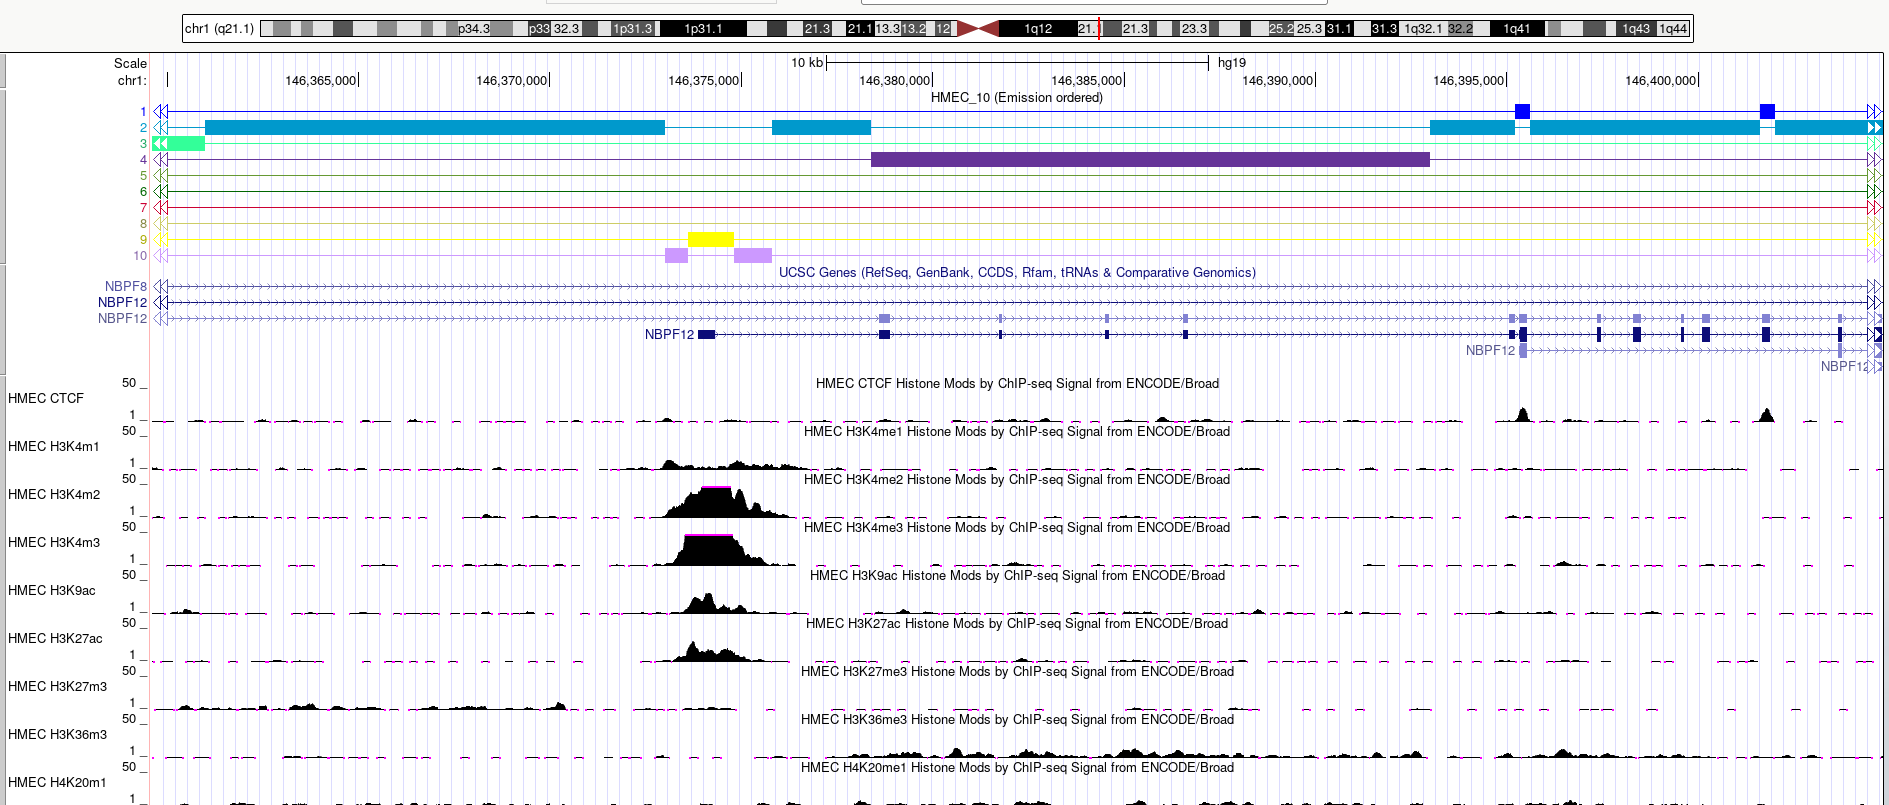 chr1 (q21.1) p34.3 p33 32.3 1p31.3 1p31.1 21.3 21.1 13.3 13.2 12 1q12 21.1 21.3 23.3 25.2 25.3 31.1 31.3 1q32.1 32.2 1q41 1q43 1q44
Scale 10 kb hg19
chr1: 146,365,000 146,370,000 146,375,000 146,380,000 146,385,000 146,390,000 146,395,000 146,400,000
HMEC_10 (Emission ordered)
1
2
3
4
5
6
7
8
9
10
UCSC Genes (RefSeq, GenBank, CCDS, Rfam, tRNAs & Comparative Genomics)
NBPF8
NBPF12
NBPF12
NBPF12
NBPF12
NBPF12
50 _ HMEC CTCF Histone Mods by ChIP-seq Signal from ENCODE/Broad
HMEC CTCF
1 _
50 _ HMEC H3K4me1 Histone Mods by ChIP-seq Signal from ENCODE/Broad
HMEC H3K4m1
1 _
50 _ HMEC H3K4me2 Histone Mods by ChIP-seq Signal from ENCODE/Broad
HMEC H3K4m2
1 _
50 _ HMEC H3K4me3 Histone Mods by ChIP-seq Signal from ENCODE/Broad
HMEC H3K4m3
1 _
50 _ HMEC H3K9ac Histone Mods by ChIP-seq Signal from ENCODE/Broad
HMEC H3K9ac
1 _
50 _ HMEC H3K27ac Histone Mods by ChIP-seq Signal from ENCODE/Broad
HMEC H3K27ac
1 _
50 _ HMEC H3K27me3 Histone Mods by ChIP-seq Signal from ENCODE/Broad
HMEC H3K27m3
1 _
50 _ HMEC H3K36me3 Histone Mods by ChIP-seq Signal from ENCODE/Broad
HMEC H3K36m3
1 _
50 _ HMEC H4K20me1 Histone Mods by ChIP-seq Signal from ENCODE/Broad
HMEC H4K20m1
1 _